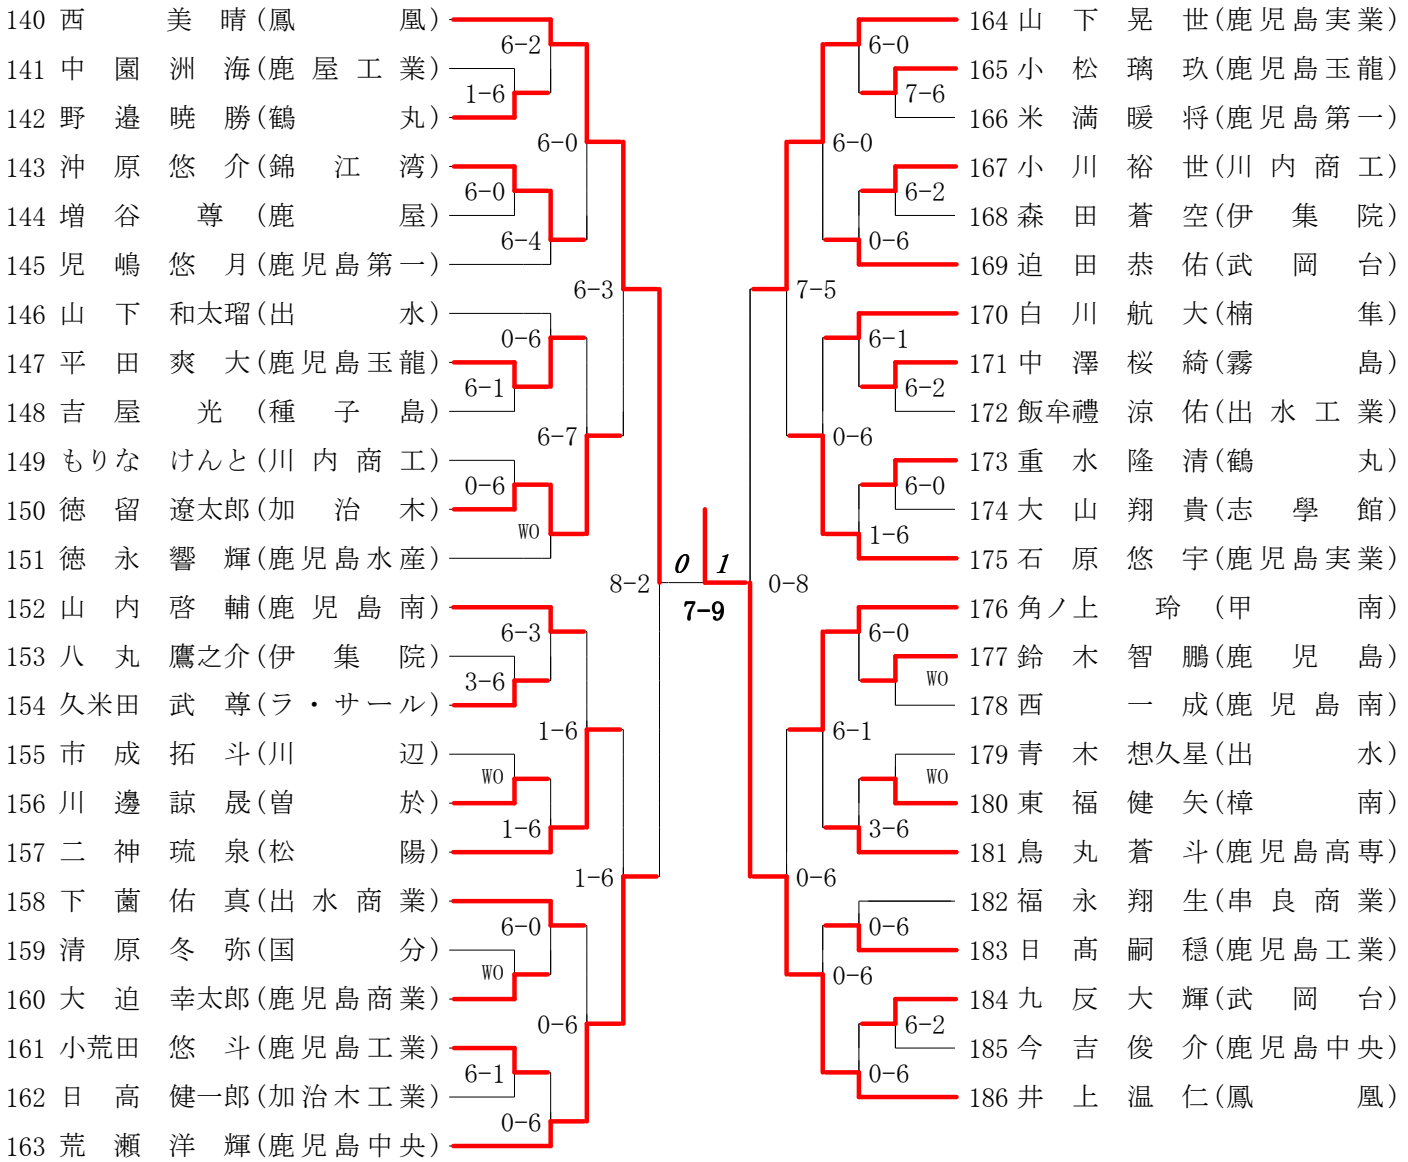 140 西 美 晴 (鳳 凰)
6-2
141 中 園 洲 海 (鹿屋工業)
1-6
142 野 邉 暁 勝 (鶴 丸)
6-0
143 沖 原 悠 介 (錦 江 湾)
6-0
144 増 谷 尊 (鹿 屋)
6-4
145 児 嶋 悠 月 (鹿児島第一)
6-3
146 山 下 和太瑠 (出 水)
0-6
147 平 田 爽 大 (鹿児島玉龍)
6-1
148 吉 屋 光 (種 子 島)
6-7
149 もりな けんと (川内商工)
0-6
150 徳 留 遼太郎 (加 治 木)
WO
151 徳 永 響 輝 (鹿児島水産)
8-2
152 山 内 啓 輔 (鹿児島南)
6-3
153 八 丸 鷹之介 (伊 集 院)
3-6
154 久米田 武 尊 (ラ・サール)
1-6
155 市 成 拓 斗 (川 辺)
WO
156 川 邊 諒 晟 (曽 於)
1-6
157 二 神 琉 泉 (松 陽)
1-6
158 下 薗 佑 真 (出水商業)
6-0
159 清 原 冬 弥 (国 分)
WO
160 大 迫 幸太郎 (鹿児島商業)
0-6
161 小荒田 悠 斗 (鹿児島工業)
6-1
162 日 高 健一郎 (加治木工業)
0-6
163 荒 瀬 洋 輝 (鹿児島中央)
0 1
7-9
164 山 下 晃 世 (鹿児島実業)
6-0
165 小 松 璃 玖 (鹿児島玉龍)
7-6
166 米 満 暖 将 (鹿児島第一)
6-0
167 小 川 裕 世 (川内商工)
6-2
168 森 田 蒼 空 (伊 集 院)
0-6
169 迫 田 恭 佑 (武 岡 台)
7-5
170 白 川 航 大 (楠 隼)
6-1
171 中 澤 桜 綺 (霧 島)
6-2
172 飯牟禮 涼 佑 (出水工業)
0-6
173 重 水 隆 清 (鶴 丸)
6-0
174 大 山 翔 貴 (志 學 館)
1-6
175 石 原 悠 宇 (鹿児島実業)
0-8
176 角ノ上 玲 (甲 南)
6-0
177 鈴 木 智 鵬 (鹿 児 島)
WO
178 西 一 成 (鹿児島南)
6-1
179 青 木 想久星 (出 水)
WO
180 東 福 健 矢 (樟 南)
3-6
181 鳥 丸 蒼 斗 (鹿児島高専)
0-6
182 福 永 翔 生 (串良商業)
0-6
183 日 髙 嗣 穏 (鹿児島工業)
0-6
184 九 反 大 輝 (武 岡 台)
6-2
185 今 吉 俊 介 (鹿児島中央)
0-6
186 井 上 温 仁 (鳳 凰)